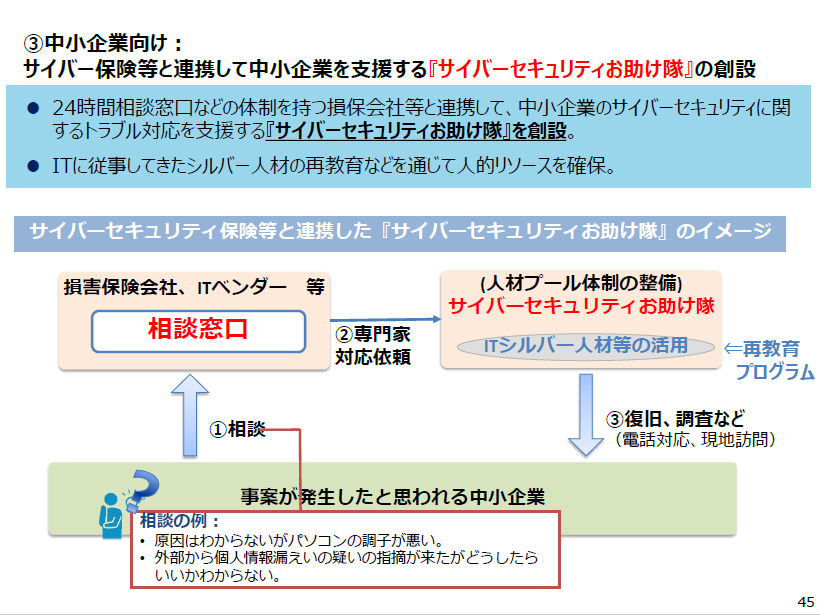 ③中小企業向け：
サイバー保険等と連携して中小企業を支援する『サイバーセキュリティお助け隊』の創設
● 24時間相談窓口などの体制を持つ損保会社等と連携して、中小企業のサイバーセキュリティに関
するトラブル対応を支援する『サイバーセキュリティお助け隊』を創設。
● ITに従事してきたシルバー人材の再教育などを通じて人的リソースを確保。
サイバーセキュリティ保険等と連携した『サイバーセキュリティお助け隊』のイメージ
損害保険会社、ITベンダー　等
相談窓口
②専門家
対応依頼
(人材プール体制の整備)
サイバーセキュリティお助け隊
ITシルバー人材等の活用
⇐再教育
プログラム
①相談
③復旧、調査など
（電話対応、現地訪問）
事案が発生したと思われる中小企業
相談の例：
• 原因はわからないがパソコンの調子が悪い。
• 外部から個人情報漏えいの疑いの指摘が来たがどうしたら
いいかわからない。
45